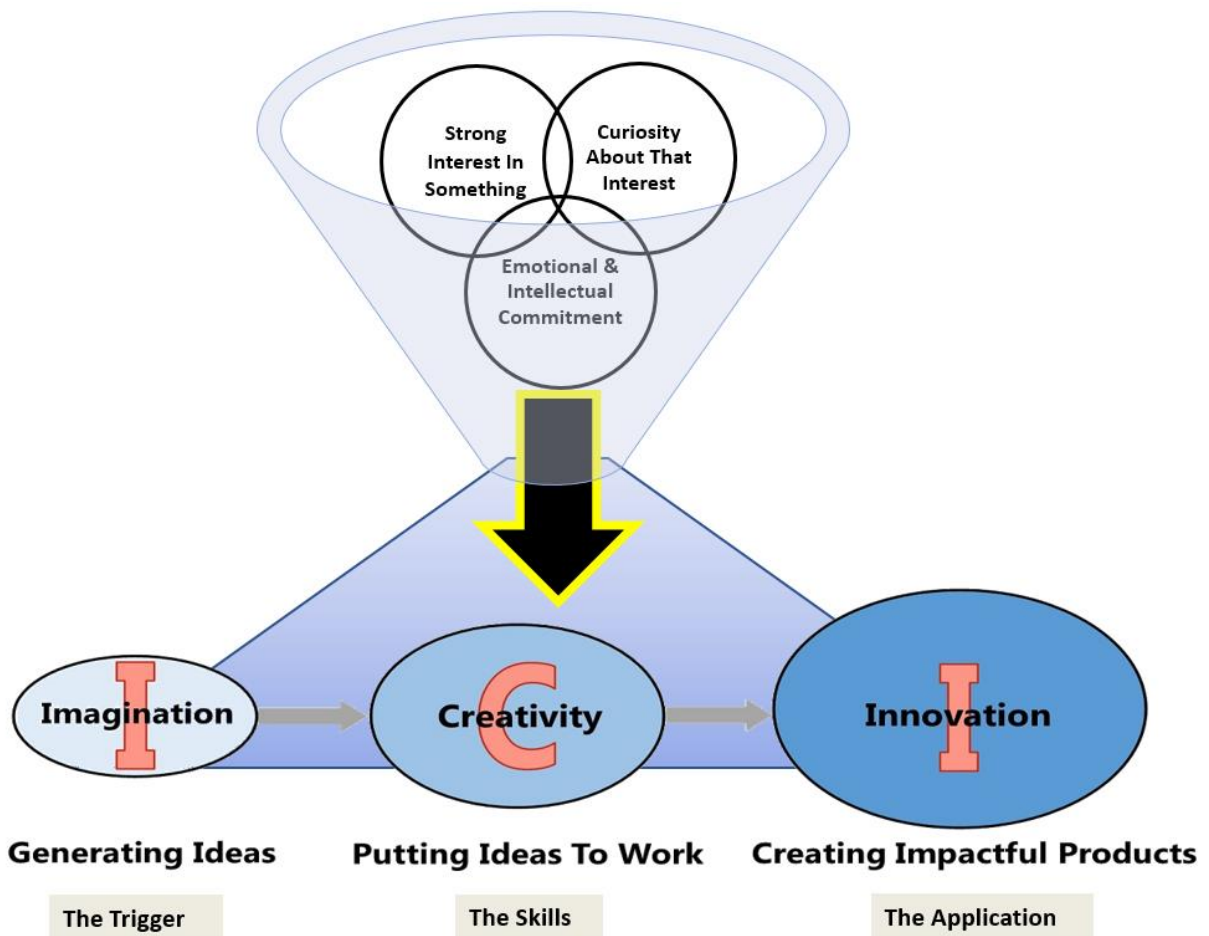 Strong
Interest In
Something
Curiosity
About That
Interest
Emotional &
Intellectual
Commitment
I
Imagination
C
Creativity
I
Innovation
Generating Ideas
Putting Ideas To Work
Creating Impactful Products
The Trigger
The Skills
The Application